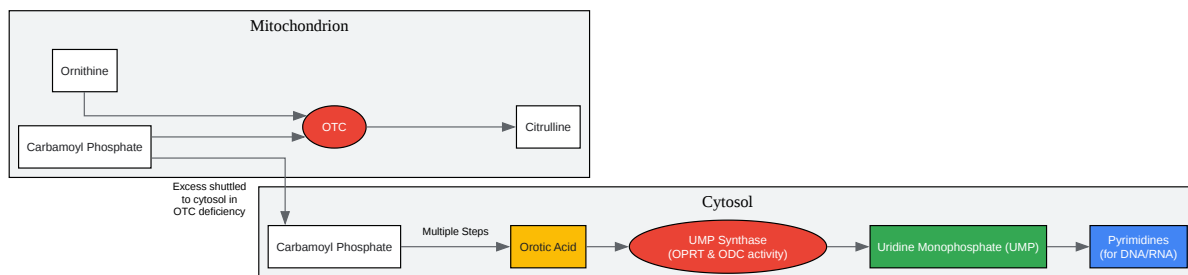 Mitochondrion
Ornithine
OTC
Carbamoyl Phosphate
Citrulline
Excess shuttled
to cytosol in
OTC deficiency
Cytosol
Carbamoyl Phosphate
Multiple Steps
Orotic Acid
UMP Synthase
(OPRT & ODC activity)
Uridine Monophosphate (UMP)
Pyrimidines
(for DNA/RNA)